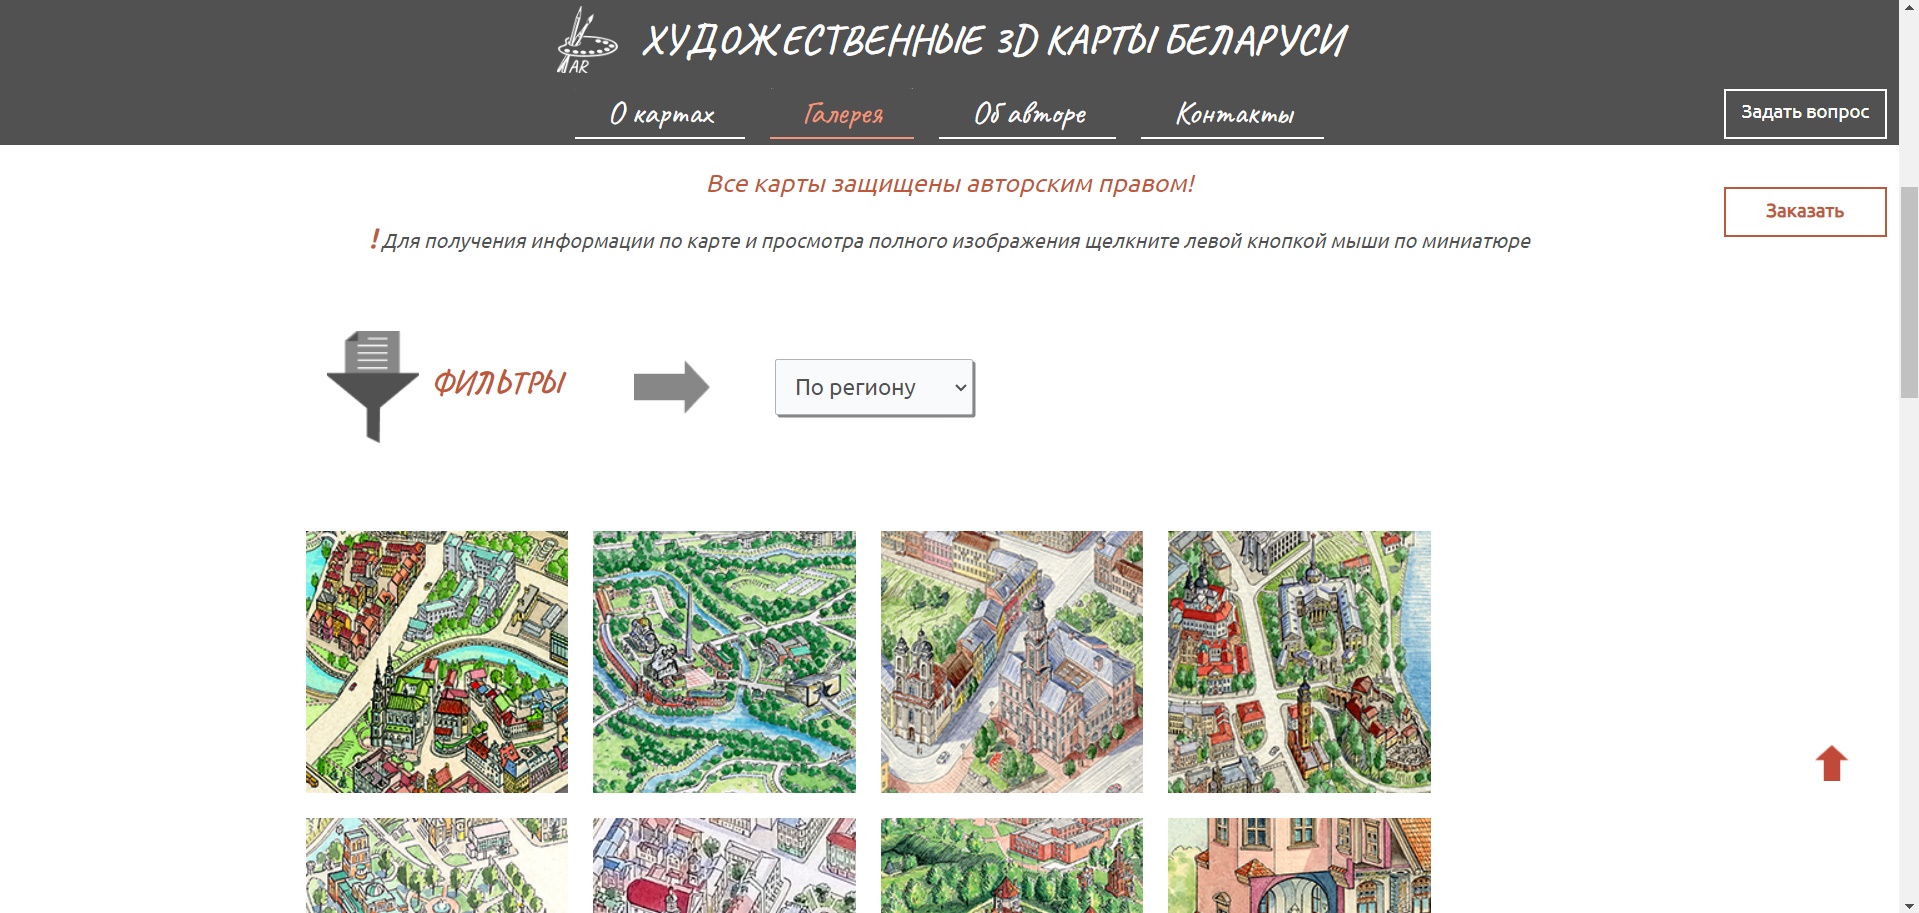 AR
ХУДОЖЕСТВЕННЫЕ 3D КАРТЫ БЕЛАРУСИ
О картах
Галерея
Об авторе
Контакты
Задать вопрос
Все карты защищены авторским правом!
Заказать
! Для получения информации по карте и просмотра полного изображения щелкните левой кнопкой мыши по миниатюре
ФИЛЬТРЫ
По региону